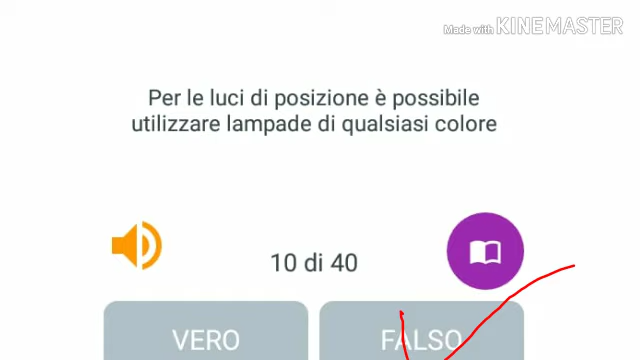 Made with KINEMASTER
Per le luci di posizione è possibile
utilizzare lampade di qualsiasi colore
10 di 40
VERO FALSO